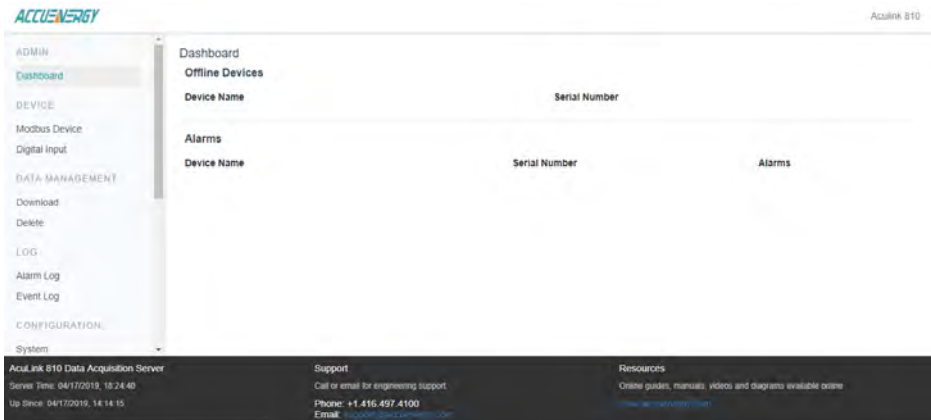 ACCUENERGY
Acculink 810
ADMIN
Dashboard
DEVICE
Modbus Device
Digital Input
DATA MANAGEMENT
Download
Delete
LOG
Alarm Log
Event Log
CONFIGURATION
System
Dashboard
Offline Devices
Device Name Serial Number
Alarms
Device Name Serial Number Alarms
AcuLink 810 Data Acquisition Server
Server Time: 04/17/2019, 18:24:40
Up Since: 04/17/2019, 14:14:15
Support
Call or email for engineering support
Phone: +1.416.497.4100
Email:
Resources
Online guides, manuals, videos and diagrams available online